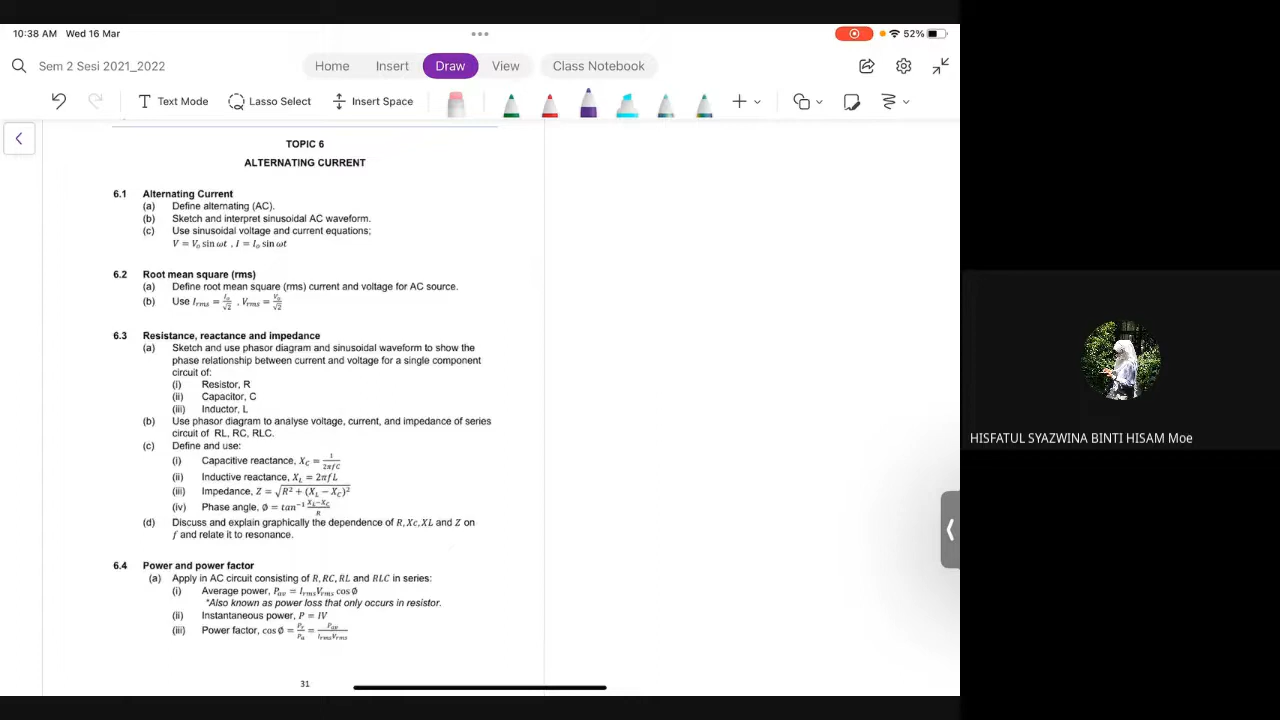 10:38 AM Wed 16 Mar
52%
Sem 2 Sesi 2021_2022
Home Insert Draw View Class Notebook
Text Mode Lasso Select Insert Space
TOPIC 6
ALTERNATING CURRENT
6.1 Alternating Current
(a) Define alternating (AC).
(b) Sketch and interpret sinusoidal AC waveform.
(c) Use sinusoidal voltage and current equations;
V = Vₒ sin ωt , I = Iₒ sin ωt
6.2 Root mean square (rms)
(a) Define root mean square (rms) current and voltage for AC source.
(b) Use I_rms = Iₒ/√2 , V_rms = Vₒ/√2
6.3 Resistance, reactance and impedance
(a) Sketch and use phasor diagram and sinusoidal waveform to show the
phase relationship between current and voltage for a single component
circuit of:
(i) Resistor, R
(ii) Capacitor, C
(iii) Inductor, L
(b) Use phasor diagram to analyse voltage, current, and impedance of series
circuit of RL, RC, RLC.
(c) Define and use:
(i) Capacitive reactance, X_C = 1/2πfC
(ii) Inductive reactance, X_L = 2πfL
(iii) Impedance, Z = √(R² + (X_L − X_C)²)
(iv) Phase angle, ∅ = tan⁻¹ (X_L−X_C)/R
(d) Discuss and explain graphically the dependence of R, Xc, XL and Z on
f and relate it to resonance.
6.4 Power and power factor
(a) Apply in AC circuit consisting of R, RC, RL and RLC in series:
(i) Average power, P_av = I_rms V_rms cos ∅
*Also known as power loss that only occurs in resistor.
(ii) Instantaneous power, P = IV
(iii) Power factor, cos ∅ = P_r/P_a = P_av/I_rms V_rms
31
HISFATUL SYAZWINA BINTI HISAM Moe